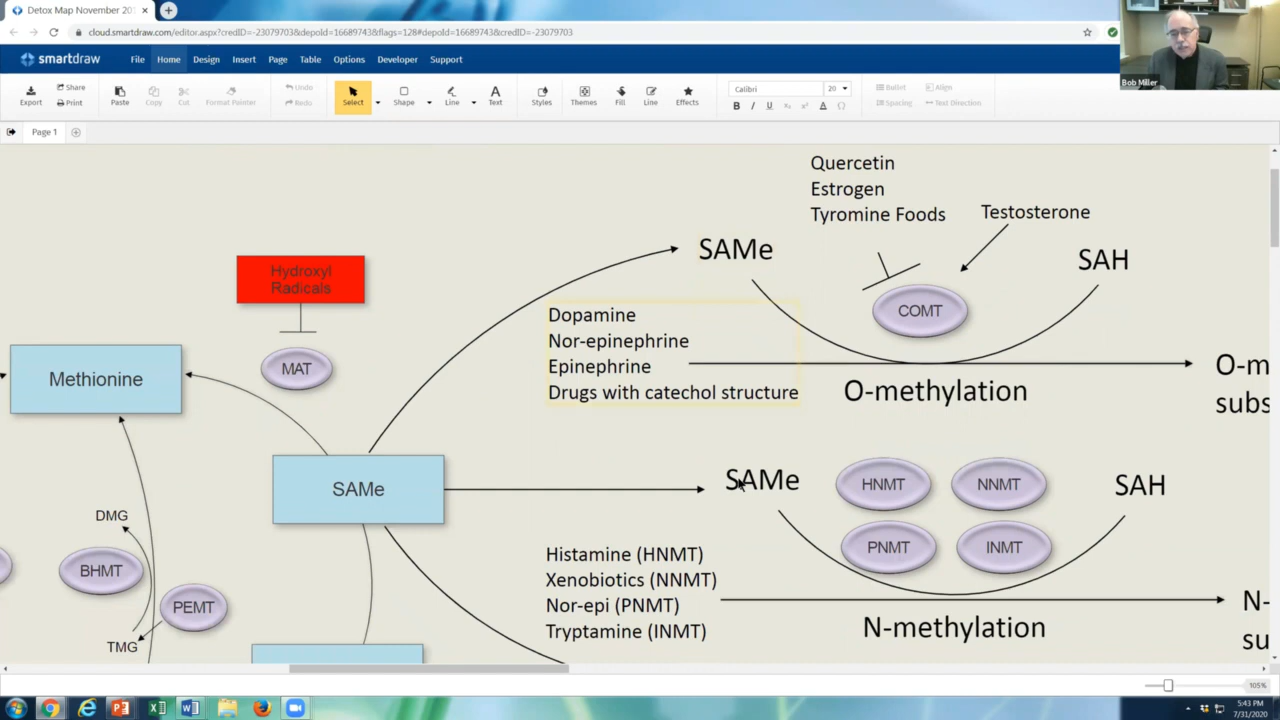 Detox Map November 201
cloud.smartdraw.com/editor.aspx?credID=-23079703&depoId=16689743&flags=128#depoId=16689743&credID=-23079703
smartdraw
File Home Design Insert Page Table Options Developer Support
Export
Share
Print
Paste
Copy
Cut
Format Painter
Undo
Redo
Select
Shape
Line
Text
Styles
Themes
Fill
Line
Effects
Calibri 20
B I U A
Bullet Align
Spacing Text Direction
Bob Miller
Page 1
Quercetin
Estrogen
Tyromine Foods
Testosterone
SAMe
SAH
COMT
Hydroxyl
Radicals
MAT
Methionine
Dopamine
Nor-epinephrine
Epinephrine
Drugs with catechol structure
O-methylation
O-m
subs
SAMe
SAMe
HNMT
NNMT
SAH
PNMT
INMT
DMG
BHMT
PEMT
TMG
Histamine (HNMT)
Xenobiotics (NNMT)
Nor-epi (PNMT)
Tryptamine (INMT)
N-methylation
N-
su
105%
5:43 PM
7/31/2020